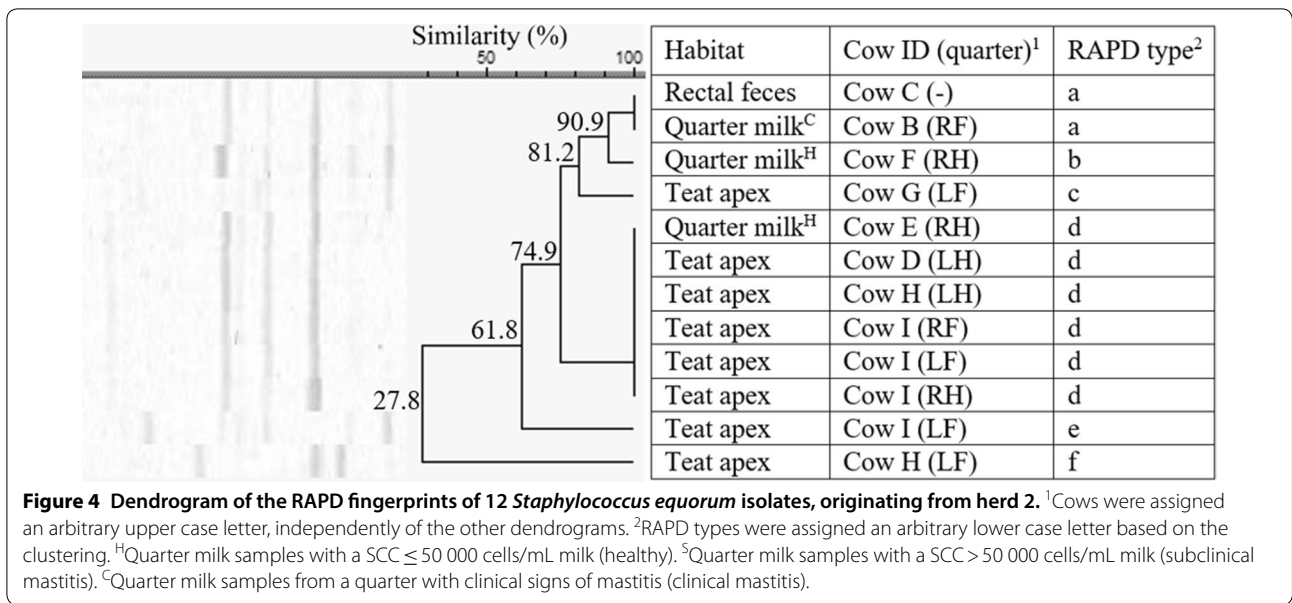 Similarity (%)
50 100
Habitat Cow ID (quarter)¹ RAPD type²
Rectal feces Cow C (-) a
Quarter milkᶜ Cow B (RF) a
Quarter milkᴴ Cow F (RH) b
Teat apex Cow G (LF) c
Quarter milkᴴ Cow E (RH) d
Teat apex Cow D (LH) d
Teat apex Cow H (LH) d
Teat apex Cow I (RF) d
Teat apex Cow I (LF) d
Teat apex Cow I (RH) d
Teat apex Cow I (LF) e
Teat apex Cow H (LF) f
90.9
81.2
74.9
61.8
27.8
Figure 4 Dendrogram of the RAPD fingerprints of 12 Staphylococcus equorum isolates, originating from herd 2. ¹Cows were assigned
an arbitrary upper case letter, independently of the other dendrograms. ²RAPD types were assigned an arbitrary lower case letter based on the
clustering. ᴴQuarter milk samples with a SCC ≤ 50 000 cells/mL milk (healthy). ˢQuarter milk samples with a SCC > 50 000 cells/mL milk (subclinical
mastitis). ᶜQuarter milk samples from a quarter with clinical signs of mastitis (clinical mastitis).